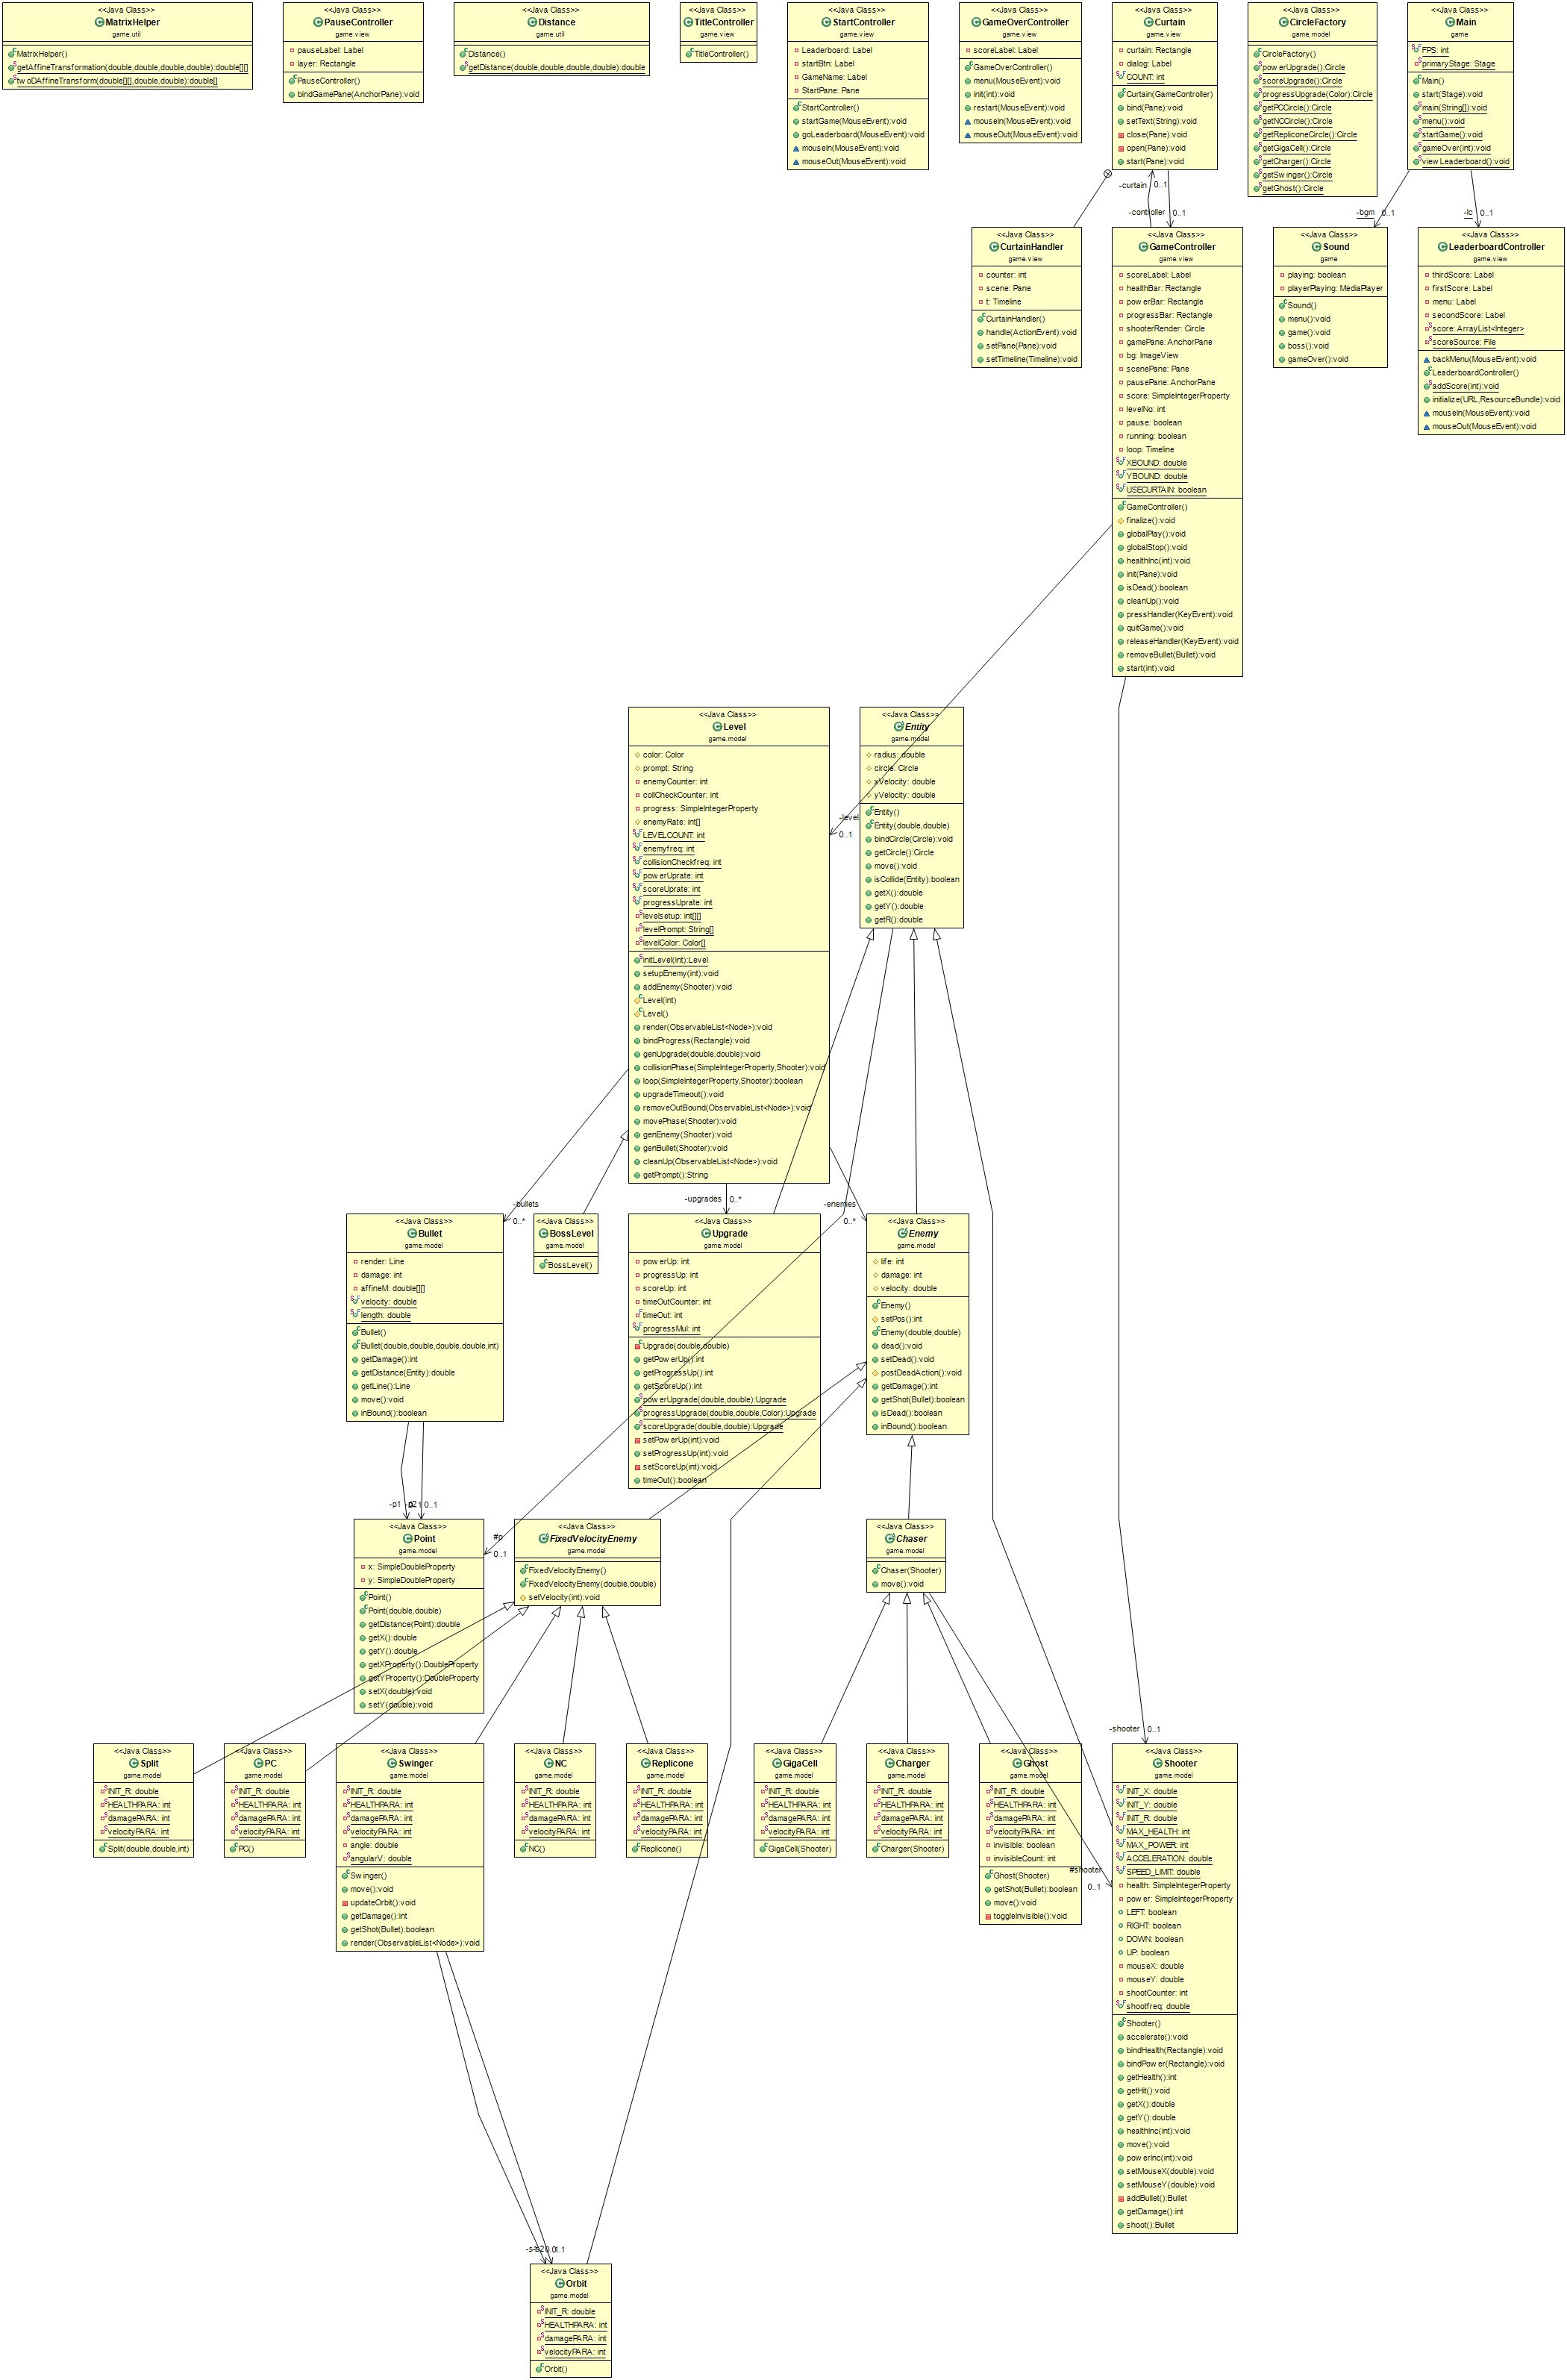 <<Java Class>>
MatrixHelper
game.util
MatrixHelper()
getAffineTransformation(double,double,double,double):double[][]
twoDAffineTransform(double[][],double,double):double[]
<<Java Class>>
PauseController
game.view
pauseLabel: Label
layer: Rectangle
PauseController()
bindGamePane(AnchorPane):void
<<Java Class>>
Distance
game.util
Distance()
getDistance(double,double,double,double):double
<<Java Class>>
TitleController
game.view
TitleController()
<<Java Class>>
StartController
game.view
Leaderboard: Label
startBtn: Label
GameName: Label
StartPane: Pane
StartController()
startGame(MouseEvent):void
goLeaderboard(MouseEvent):void
mouseIn(MouseEvent):void
mouseOut(MouseEvent):void
<<Java Class>>
GameOverController
game.view
scoreLabel: Label
GameOverController()
menu(MouseEvent):void
init(int):void
restart(MouseEvent):void
mouseIn(MouseEvent):void
mouseOut(MouseEvent):void
<<Java Class>>
Curtain
game.view
curtain: Rectangle
dialog: Label
COUNT: int
Curtain(GameController)
bind(Pane):void
setText(String):void
close(Pane):void
open(Pane):void
start(Pane):void
<<Java Class>>
CircleFactory
game.model
CircleFactory()
powerUpgrade():Circle
scoreUpgrade():Circle
progressUpgrade(Color):Circle
getPCCircle():Circle
getNCCircle():Circle
getRepliconeCircle():Circle
getGigaCell():Circle
getCharger():Circle
getSwinger():Circle
getGhost():Circle
<<Java Class>>
Main
game
FPS: int
primaryStage: Stage
Main()
start(Stage):void
main(String[]):void
menu():void
startGame():void
gameOver(int):void
viewLeaderboard():void
-curtain
0..1
-controller
0..1
-bgm
0..1
-lc
0..1
<<Java Class>>
CurtainHandler
game.view
counter: int
scene: Pane
t: Timeline
CurtainHandler()
handle(ActionEvent):void
setPane(Pane):void
setTimeline(Timeline):void
<<Java Class>>
GameController
game.view
scoreLabel: Label
healthBar: Rectangle
powerBar: Rectangle
progressBar: Rectangle
shooterRender: Circle
gamePane: AnchorPane
bg: ImageView
scenePane: Pane
pausePane: AnchorPane
score: SimpleIntegerProperty
levelNo: int
pause: boolean
running: boolean
loop: Timeline
XBOUND: double
YBOUND: double
USECURTAIN: boolean
GameController()
finalize():void
globalPlay():void
globalStop():void
healthInc(int):void
init(Pane):void
isDead():boolean
cleanUp():void
pressHandler(KeyEvent):void
quitGame():void
releaseHandler(KeyEvent):void
removeBullet(Bullet):void
start(int):void
<<Java Class>>
Sound
game
playing: boolean
playerPlaying: MediaPlayer
Sound()
menu():void
game():void
boss():void
gameOver():void
<<Java Class>>
LeaderboardController
game.view
thirdScore: Label
firstScore: Label
menu: Label
secondScore: Label
score: ArrayList<Integer>
scoreSource: File
backMenu(MouseEvent):void
LeaderboardController()
addScore(int):void
initialize(URL,ResourceBundle):void
mouseIn(MouseEvent):void
mouseOut(MouseEvent):void
<<Java Class>>
Level
game.model
color: Color
prompt: String
enemyCounter: int
collCheckCounter: int
progress: SimpleIntegerProperty
enemyRate: int[]
LEVELCOUNT: int
enemyfreq: int
collisionCheckfreq: int
powerUprate: int
scoreUprate: int
progressUprate: int
levelsetup: int[][]
levelPrompt: String[]
levelColor: Color[]
initLevel(int):Level
setupEnemy(int):void
addEnemy(Shooter):void
Level(int)
Level()
render(ObservableList<Node>):void
bindProgress(Rectangle):void
genUpgrade(double,double):void
collisionPhase(SimpleIntegerProperty,Shooter):void
loop(SimpleIntegerProperty,Shooter):boolean
upgradeTimeout():void
removeOutBound(ObservableList<Node>):void
movePhase(Shooter):void
genEnemy(Shooter):void
genBullet(Shooter):void
cleanUp(ObservableList<Node>):void
getPrompt():String
-level
0..1
<<Java Class>>
Entity
game.model
radius: double
circle: Circle
xVelocity: double
yVelocity: double
Entity()
Entity(double,double)
bindCircle(Circle):void
getCircle():Circle
move():void
isCollide(Entity):boolean
getX():double
getY():double
getR():double
-bullets
0..*
-upgrades
0..*
-enemies
0..*
<<Java Class>>
Bullet
game.model
render: Line
damage: int
affineM: double[][]
velocity: double
length: double
Bullet()
Bullet(double,double,double,double,int)
getDamage():int
getDistance(Entity):double
getLine():Line
move():void
inBound():boolean
<<Java Class>>
BossLevel
game.model
BossLevel()
<<Java Class>>
Upgrade
game.model
powerUp: int
progressUp: int
scoreUp: int
timeOutCounter: int
timeOut: int
progressMul: int
Upgrade(double,double)
getPowerUp():int
getProgressUp():int
getScoreUp():int
powerUpgrade(double,double):Upgrade
progressUpgrade(double,double,Color):Upgrade
scoreUpgrade(double,double):Upgrade
setPowerUp(int):void
setProgressUp(int):void
setScoreUp(int):void
timeOut():boolean
<<Java Class>>
Enemy
game.model
life: int
damage: int
velocity: double
Enemy()
setPos():int
Enemy(double,double)
dead():void
setDead():void
postDeadAction():void
getDamage():int
getShot(Bullet):boolean
isDead():boolean
inBound():boolean
-p1
0..1
#p
0..1
<<Java Class>>
Point
game.model
x: SimpleDoubleProperty
y: SimpleDoubleProperty
Point()
Point(double,double)
getDistance(Point):double
getX():double
getY():double
getXProperty():DoubleProperty
getYProperty():DoubleProperty
setX(double):void
setY(double):void
<<Java Class>>
FixedVelocityEnemy
game.model
FixedVelocityEnemy()
FixedVelocityEnemy(double,double)
setVelocity(int):void
<<Java Class>>
Chaser
game.model
Chaser(Shooter)
move():void
-shooter
0..1
<<Java Class>>
Split
game.model
INIT_R: double
HEALTHPARA: int
damagePARA: int
velocityPARA: int
Split(double,double,int)
<<Java Class>>
PC
game.model
INIT_R: double
HEALTHPARA: int
damagePARA: int
velocityPARA: int
PC()
<<Java Class>>
Swinger
game.model
INIT_R: double
HEALTHPARA: int
damagePARA: int
velocityPARA: int
angle: double
angularV: double
Swinger()
move():void
updateOrbit():void
getDamage():int
getShot(Bullet):boolean
render(ObservableList<Node>):void
<<Java Class>>
NC
game.model
INIT_R: double
HEALTHPARA: int
damagePARA: int
velocityPARA: int
NC()
<<Java Class>>
Replicone
game.model
INIT_R: double
HEALTHPARA: int
damagePARA: int
velocityPARA: int
Replicone()
<<Java Class>>
GigaCell
game.model
INIT_R: double
HEALTHPARA: int
damagePARA: int
velocityPARA: int
GigaCell(Shooter)
<<Java Class>>
Charger
game.model
INIT_R: double
HEALTHPARA: int
damagePARA: int
velocityPARA: int
Charger(Shooter)
<<Java Class>>
Ghost
game.model
INIT_R: double
HEALTHPARA: int
damagePARA: int
velocityPARA: int
invisible: boolean
invisibleCount: int
Ghost(Shooter)
getShot(Bullet):boolean
move():void
toggleInvisible():void
#shooter
0..1
<<Java Class>>
Shooter
game.model
INIT_X: double
INIT_Y: double
INIT_R: double
MAX_HEALTH: int
MAX_POWER: int
ACCELERATION: double
SPEED_LIMIT: double
health: SimpleIntegerProperty
power: SimpleIntegerProperty
LEFT: boolean
RIGHT: boolean
DOWN: boolean
UP: boolean
mouseX: double
mouseY: double
shootCounter: int
shootfreq: double
Shooter()
accelerate():void
bindHealth(Rectangle):void
bindPower(Rectangle):void
getHealth():int
getHit():void
getX():double
getY():double
healthInc(int):void
move():void
powerInc(int):void
setMouseX(double):void
setMouseY(double):void
addBullet():Bullet
getDamage():int
shoot():Bullet
<<Java Class>>
Orbit
game.model
INIT_R: double
HEALTHPARA: int
damagePARA: int
velocityPARA: int
Orbit()